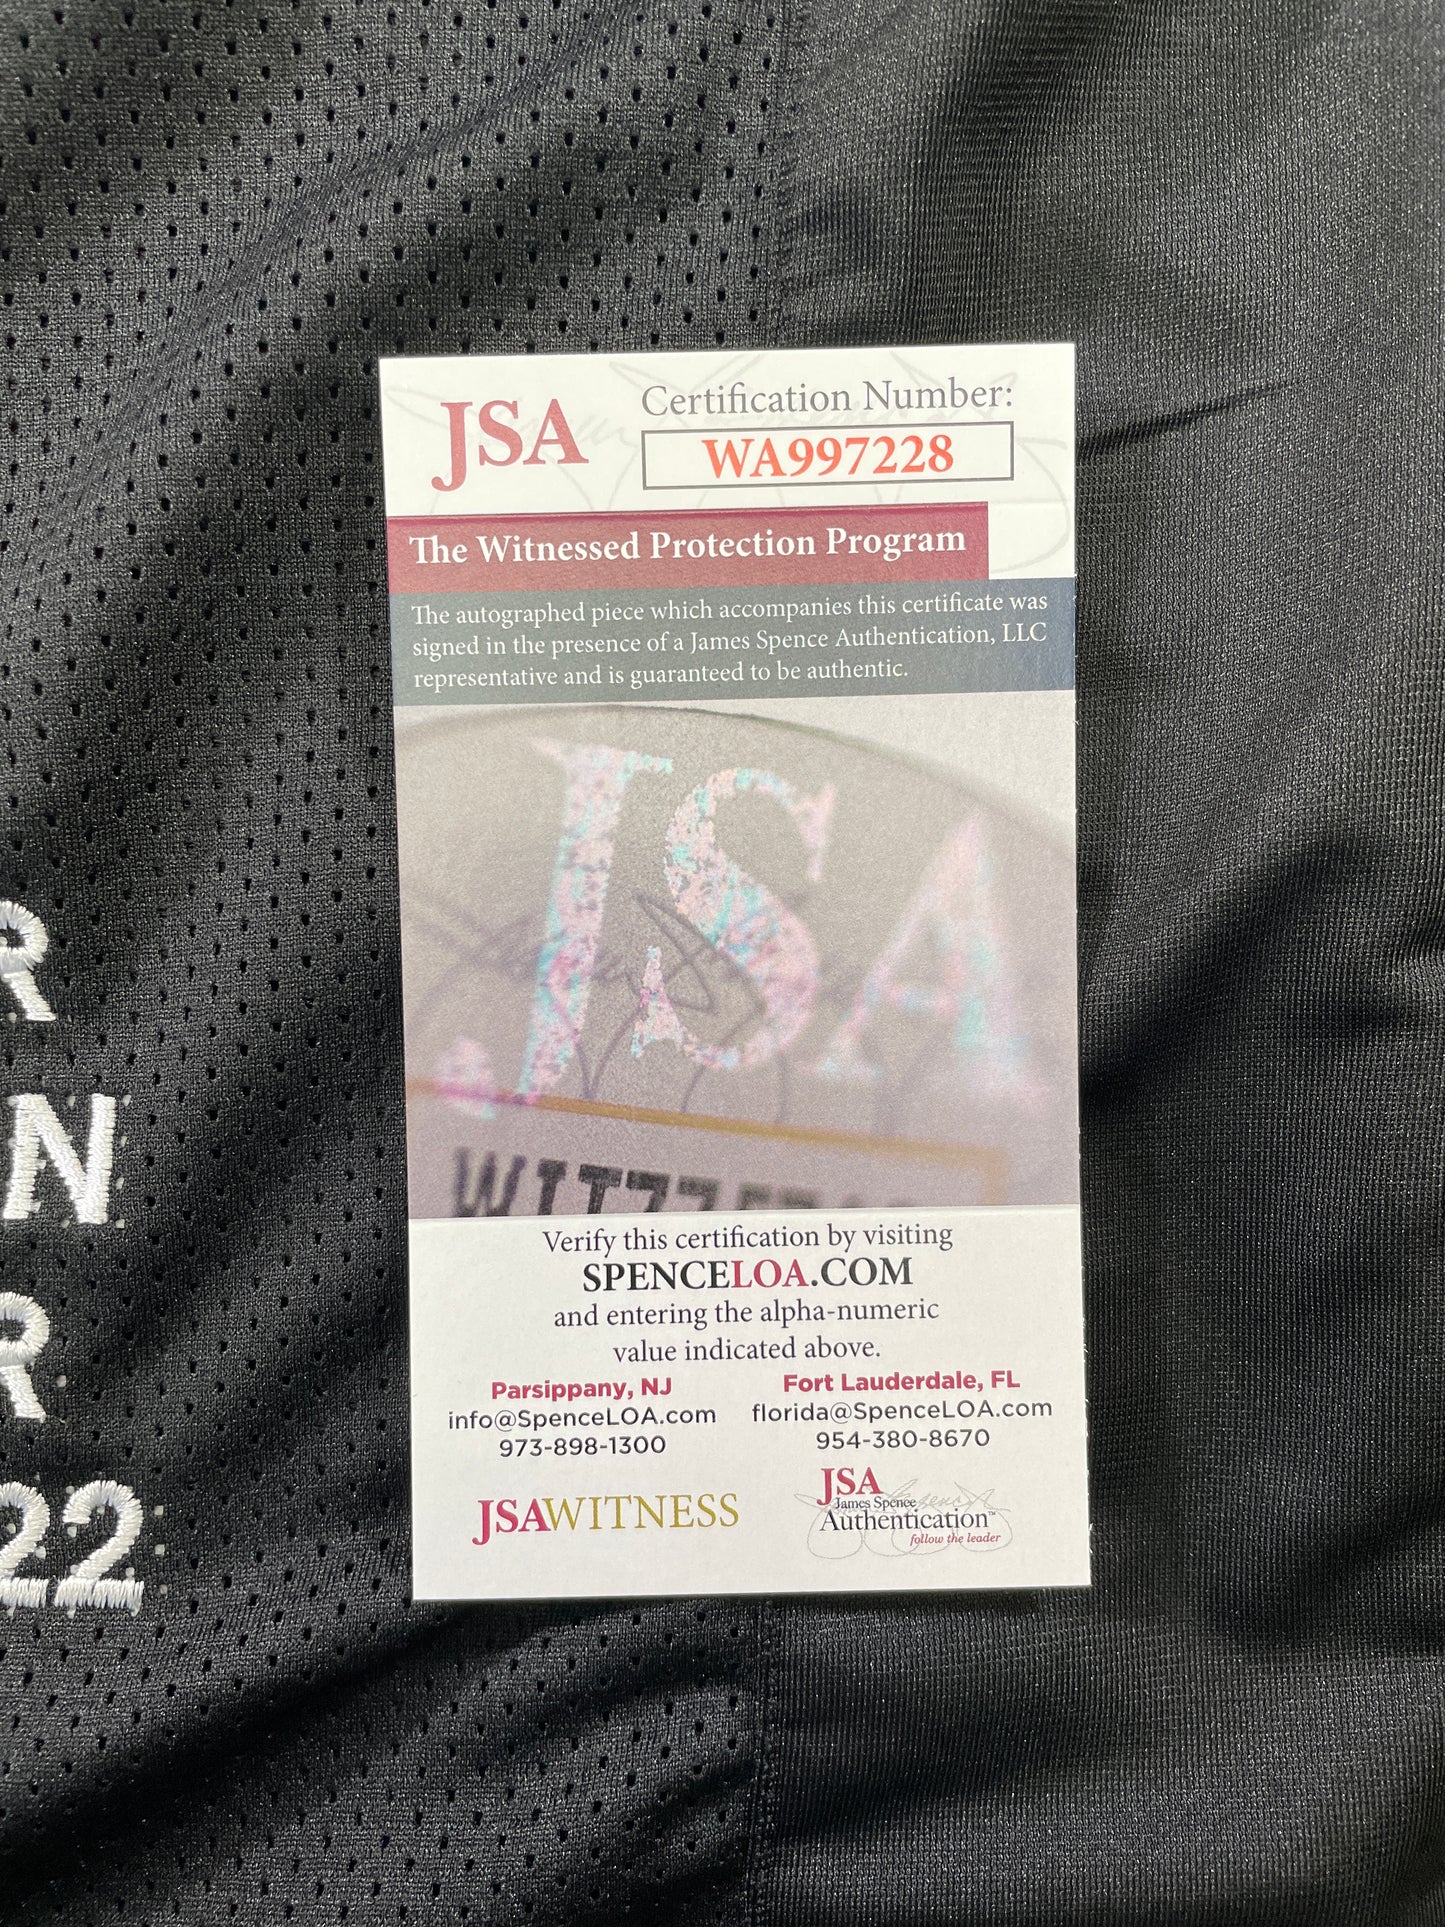 JSA
Certification Number:
WA997228
The Witnessed Protection Program
The autographed piece which accompanies this certificate was
signed in the presence of a James Spence Authentication, LLC
representative and is guaranteed to be authentic.
JSA
R
N
R
22
Verify this certification by visiting
SPENCELOA.COM
and entering the alpha-numeric
value indicated above.
Parsippany, NJ
info@SpenceLOA.com
973-898-1300
Fort Lauderdale, FL
florida@SpenceLOA.com
954-380-8670
JSAWITNESS
JSA
James Spence
Authentication™
follow the leader